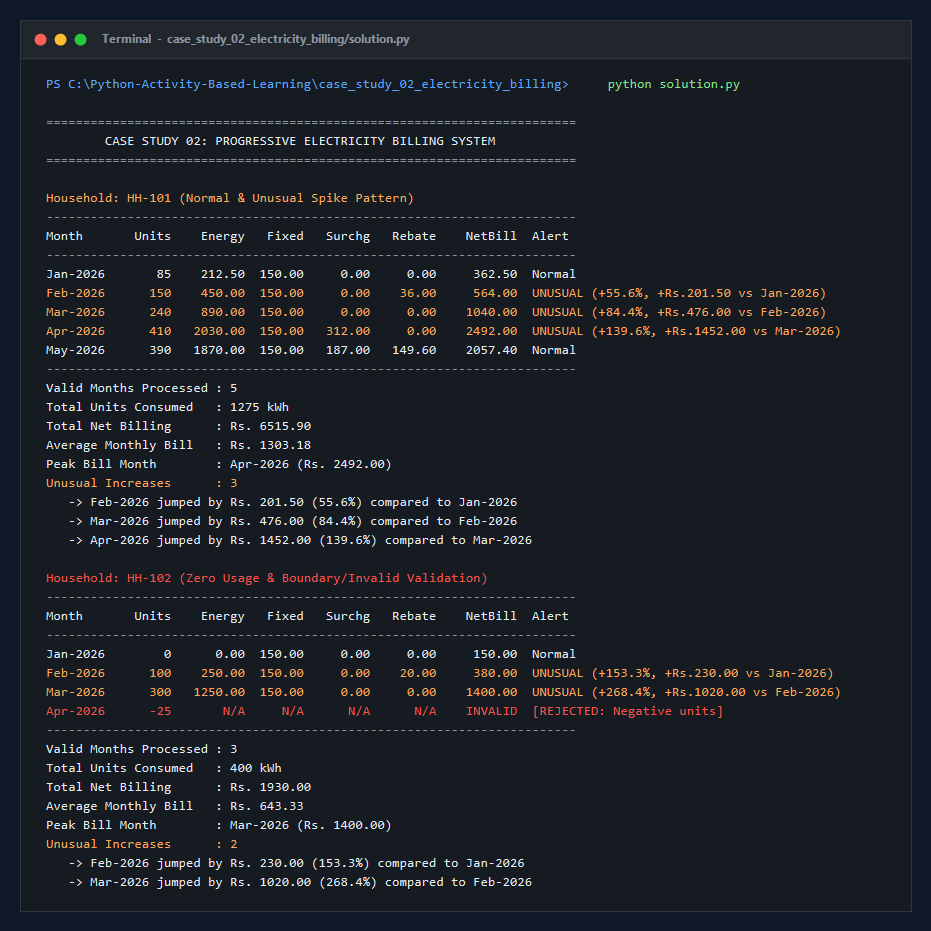 Terminal - case_study_02_electricity_billing/solution.py
PS C:\Python-Activity-Based-Learning\case_study_02_electricity_billing> python solution.py
========================================================================
CASE STUDY 02: PROGRESSIVE ELECTRICITY BILLING SYSTEM
========================================================================
Household: HH-101 (Normal & Unusual Spike Pattern)
------------------------------------------------------------------------
Month Units Energy Fixed Surchg Rebate NetBill Alert
------------------------------------------------------------------------
Jan-2026 85 212.50 150.00 0.00 0.00 362.50 Normal
Feb-2026 150 450.00 150.00 0.00 36.00 564.00 UNUSUAL (+55.6%, +Rs.201.50 vs Jan-2026)
Mar-2026 240 890.00 150.00 0.00 0.00 1040.00 UNUSUAL (+84.4%, +Rs.476.00 vs Feb-2026)
Apr-2026 410 2030.00 150.00 312.00 0.00 2492.00 UNUSUAL (+139.6%, +Rs.1452.00 vs Mar-2026)
May-2026 390 1870.00 150.00 187.00 149.60 2057.40 Normal
------------------------------------------------------------------------
Valid Months Processed : 5
Total Units Consumed : 1275 kWh
Total Net Billing : Rs. 6515.90
Average Monthly Bill : Rs. 1303.18
Peak Bill Month : Apr-2026 (Rs. 2492.00)
Unusual Increases : 3
-> Feb-2026 jumped by Rs. 201.50 (55.6%) compared to Jan-2026
-> Mar-2026 jumped by Rs. 476.00 (84.4%) compared to Feb-2026
-> Apr-2026 jumped by Rs. 1452.00 (139.6%) compared to Mar-2026
Household: HH-102 (Zero Usage & Boundary/Invalid Validation)
------------------------------------------------------------------------
Month Units Energy Fixed Surchg Rebate NetBill Alert
------------------------------------------------------------------------
Jan-2026 0 0.00 150.00 0.00 0.00 150.00 Normal
Feb-2026 100 250.00 150.00 0.00 20.00 380.00 UNUSUAL (+153.3%, +Rs.230.00 vs Jan-2026)
Mar-2026 300 1250.00 150.00 0.00 0.00 1400.00 UNUSUAL (+268.4%, +Rs.1020.00 vs Feb-2026)
Apr-2026 -25 N/A N/A N/A N/A INVALID [REJECTED: Negative units]
------------------------------------------------------------------------
Valid Months Processed : 3
Total Units Consumed : 400 kWh
Total Net Billing : Rs. 1930.00
Average Monthly Bill : Rs. 643.33
Peak Bill Month : Mar-2026 (Rs. 1400.00)
Unusual Increases : 2
-> Feb-2026 jumped by Rs. 230.00 (153.3%) compared to Jan-2026
-> Mar-2026 jumped by Rs. 1020.00 (268.4%) compared to Feb-2026